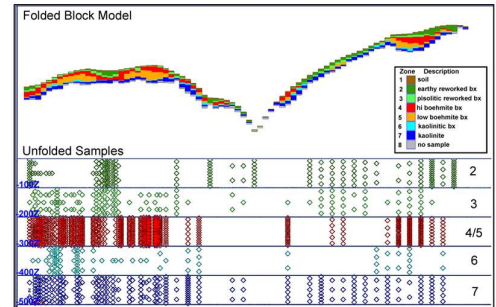 Folded Block Model
Zone Description
1 soil
2 earthy reworked bx
3 pisolitic reworked bx
4 hi boehmite bx
5 low boehmite bx
6 kaolinitic bx
7 kaolinite
8 no sample
Unfolded Samples
2
-100Z
3
-200Z
4/5
-300Z
6
-400Z
7
-500Z